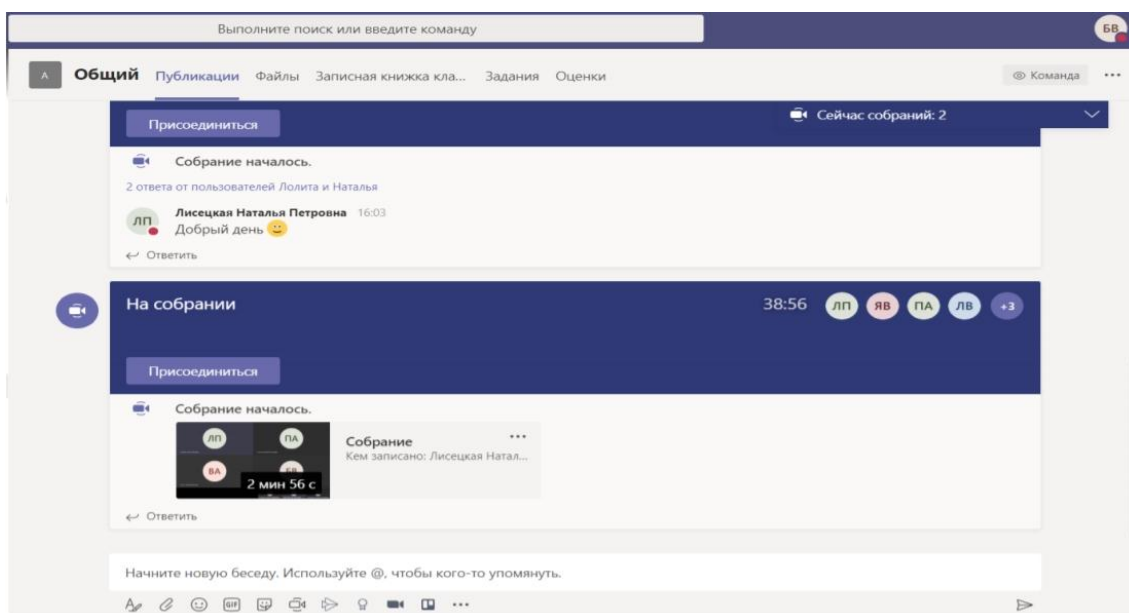 Выполните поиск или введите команду
БВ
А Общий Публикации Файлы Записная книжка кла... Задания Оценки Команда ...
Присоединиться
Сейчас собраний: 2
Собрание началось.
2 ответа от пользователей Лолита и Наталья
ЛП Лисецкая Наталья Петровна 16:03
Добрый день
Ответить
На собрании 38:56 ЛП ЯВ ПА ЛВ +3
Присоединиться
Собрание началось.
ЛП ПА
Собрание ...
Кем записано: Лисецкая Натал...
ВА БВ
2 мин 56 с
Ответить
Начните новую беседу. Используйте @, чтобы кого-то упомянуть.
GIF ...